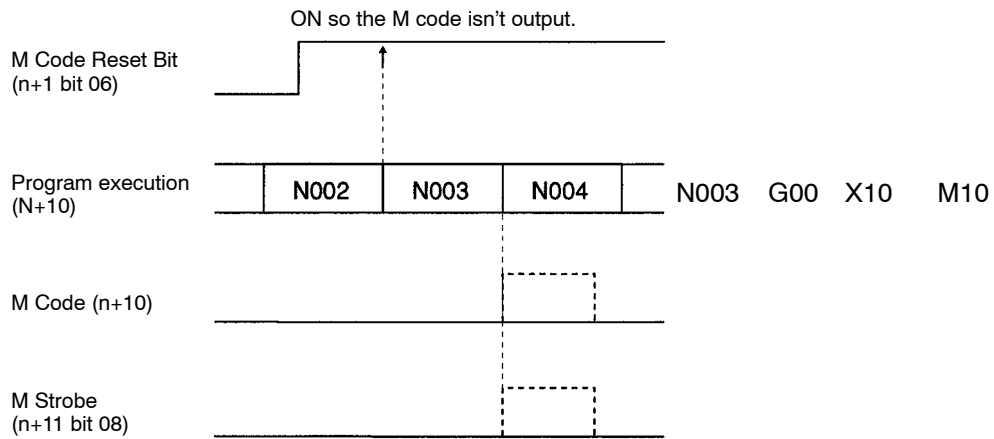 ON so the M code isn't output.
M Code Reset Bit
(n+1 bit 06)
Program execution
(N+10)
N002 N003 N004
N003 G00 X10 M10
M Code (n+10)
M Strobe
(n+11 bit 08)